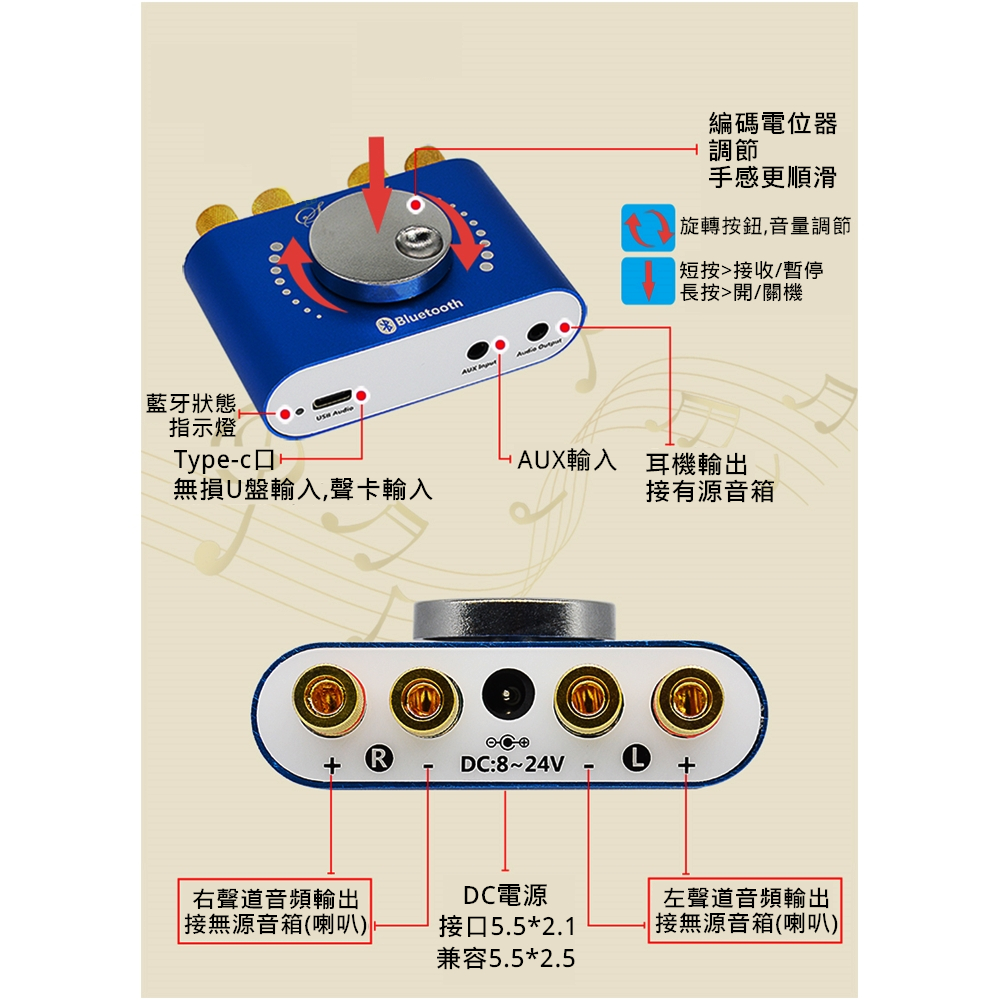 編碼電位器
調節
手感更順滑
旋轉按鈕,音量調節
短按>接收/暫停
長按>開/關機
Bluetooth
AUX Input
Audio Output
USB Audio
藍牙狀態
指示燈
Type-c口
無損U盤輸入,聲卡輸入
AUX輸入
耳機輸出
接有源音箱
+ R - DC:8~24V - L +
右聲道音頻輸出
接無源音箱(喇叭)
DC電源
接口5.5*2.1
兼容5.5*2.5
左聲道音頻輸出
接無源音箱(喇叭)